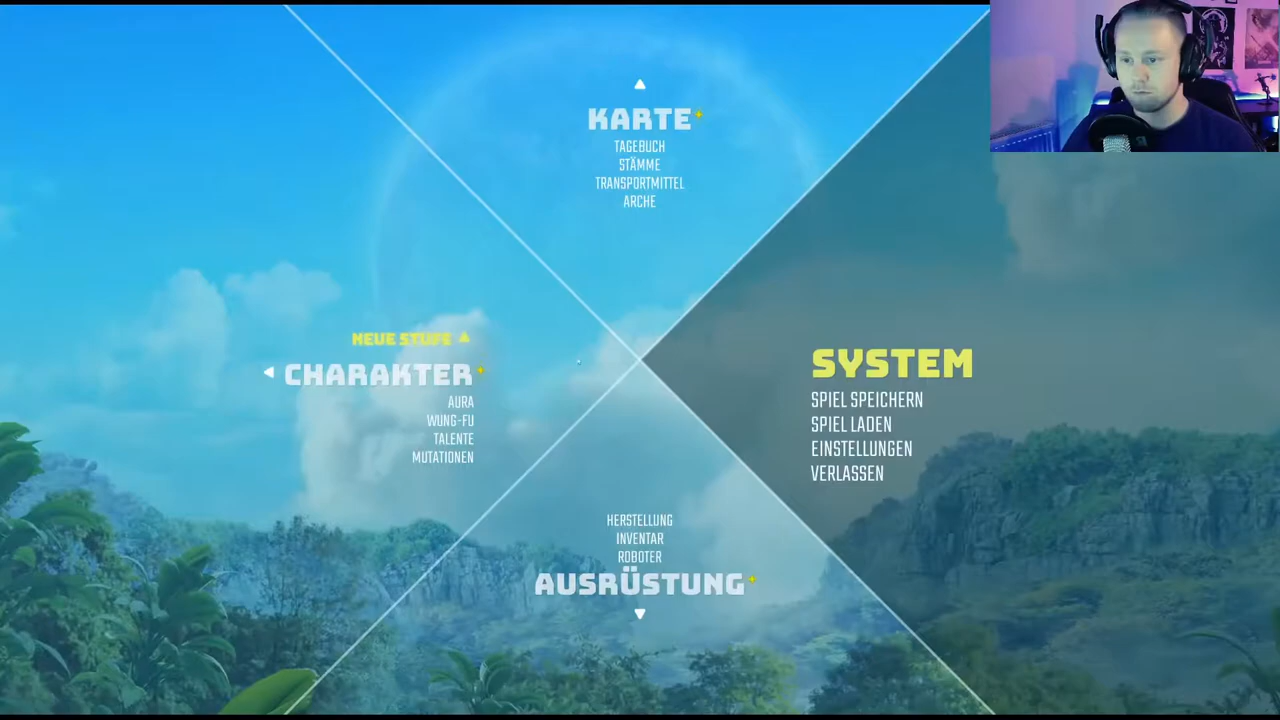 KARTE
TAGEBUCH
STÄMME
TRANSPORTMITTEL
ARCHE
NEUE STUFE
CHARAKTER
AURA
WUNG-FU
TALENTE
MUTATIONEN
SYSTEM
SPIEL SPEICHERN
SPIEL LADEN
EINSTELLUNGEN
VERLASSEN
HERSTELLUNG
INVENTAR
ROBOTER
AUSRÜSTUNG